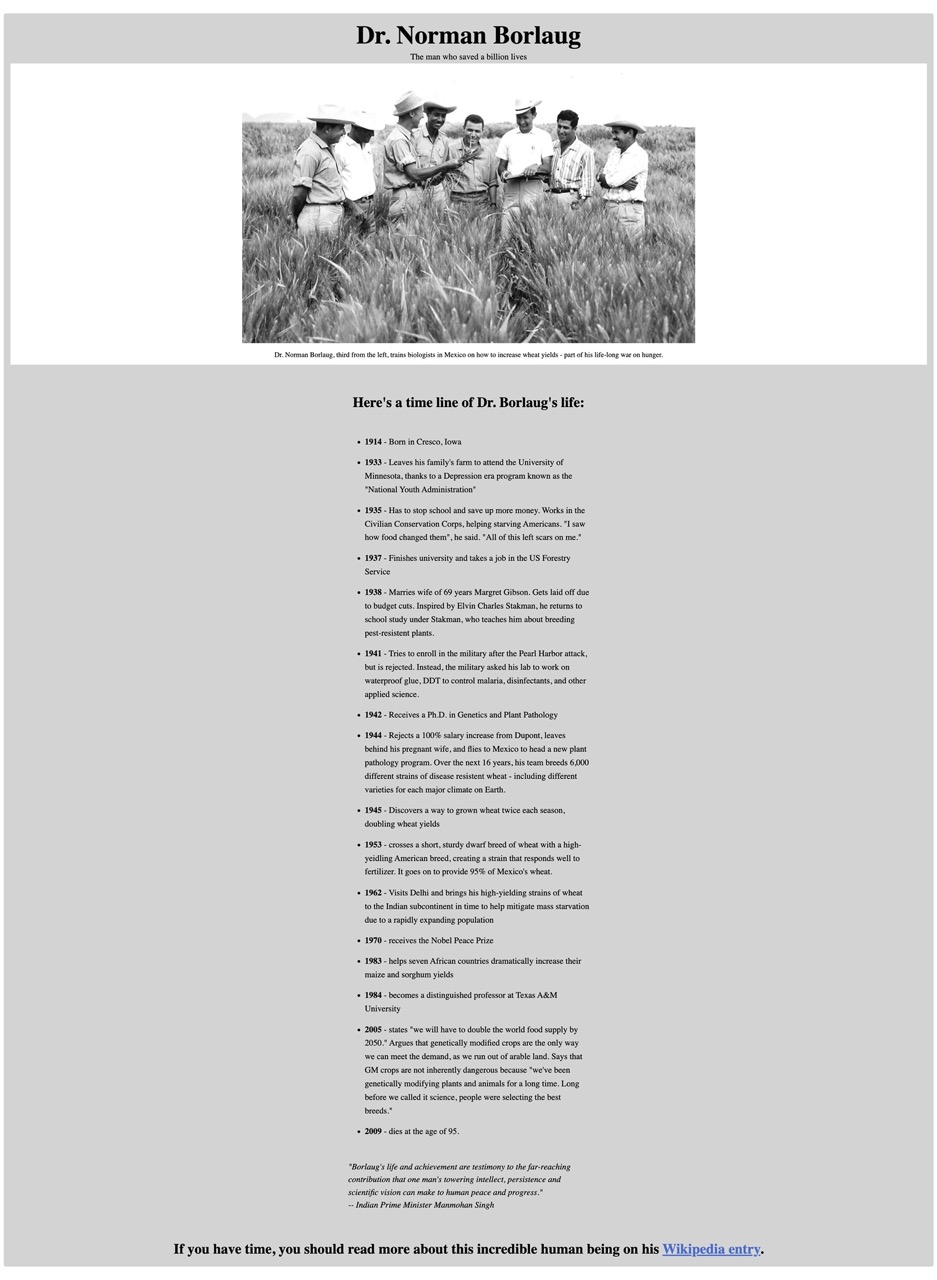 Dr. Norman Borlaug
The man who saved a billion lives
Dr. Norman Borlaug, third from the left, trains biologists in Mexico on how to increase wheat yields - part of his life-long war on hunger.
Here's a time line of Dr. Borlaug's life:
• 1914 - Born in Cresco, Iowa
• 1933 - Leaves his family's farm to attend the University of
Minnesota, thanks to a Depression era program known as the
"National Youth Administration"
• 1935 - Has to stop school and save up more money. Works in the
Civilian Conservation Corps, helping starving Americans. "I saw
how food changed them", he said. "All of this left scars on me."
• 1937 - Finishes university and takes a job in the US Forestry
Service
• 1938 - Marries wife of 69 years Margret Gibson. Gets laid off due
to budget cuts. Inspired by Elvin Charles Stakman, he returns to
school study under Stakman, who teaches him about breeding
pest-resistent plants.
• 1941 - Tries to enroll in the military after the Pearl Harbor attack,
but is rejected. Instead, the military asked his lab to work on
waterproof glue, DDT to control malaria, disinfectants, and other
applied science.
• 1942 - Receives a Ph.D. in Genetics and Plant Pathology
• 1944 - Rejects a 100% salary increase from Dupont, leaves
behind his pregnant wife, and flies to Mexico to head a new plant
pathology program. Over the next 16 years, his team breeds 6,000
different strains of disease resistent wheat - including different
varieties for each major climate on Earth.
• 1945 - Discovers a way to grown wheat twice each season,
doubling wheat yields
• 1953 - crosses a short, sturdy dwarf breed of wheat with a high-
yeidling American breed, creating a strain that responds well to
fertilizer. It goes on to provide 95% of Mexico's wheat.
• 1962 - Visits Delhi and brings his high-yielding strains of wheat
to the Indian subcontinent in time to help mitigate mass starvation
due to a rapidly expanding population
• 1970 - receives the Nobel Peace Prize
• 1983 - helps seven African countries dramatically increase their
maize and sorghum yields
• 1984 - becomes a distinguished professor at Texas A&M
University
• 2005 - states "we will have to double the world food supply by
2050." Argues that genetically modified crops are the only way
we can meet the demand, as we run out of arable land. Says that
GM crops are not inherently dangerous because "we've been
genetically modifying plants and animals for a long time. Long
before we called it science, people were selecting the best
breeds."
• 2009 - dies at the age of 95.
"Borlaug's life and achievement are testimony to the far-reaching
contribution that one man's towering intellect, persistence and
scientific vision can make to human peace and progress."
-- Indian Prime Minister Manmohan Singh
If you have time, you should read more about this incredible human being on his Wikipedia entry.